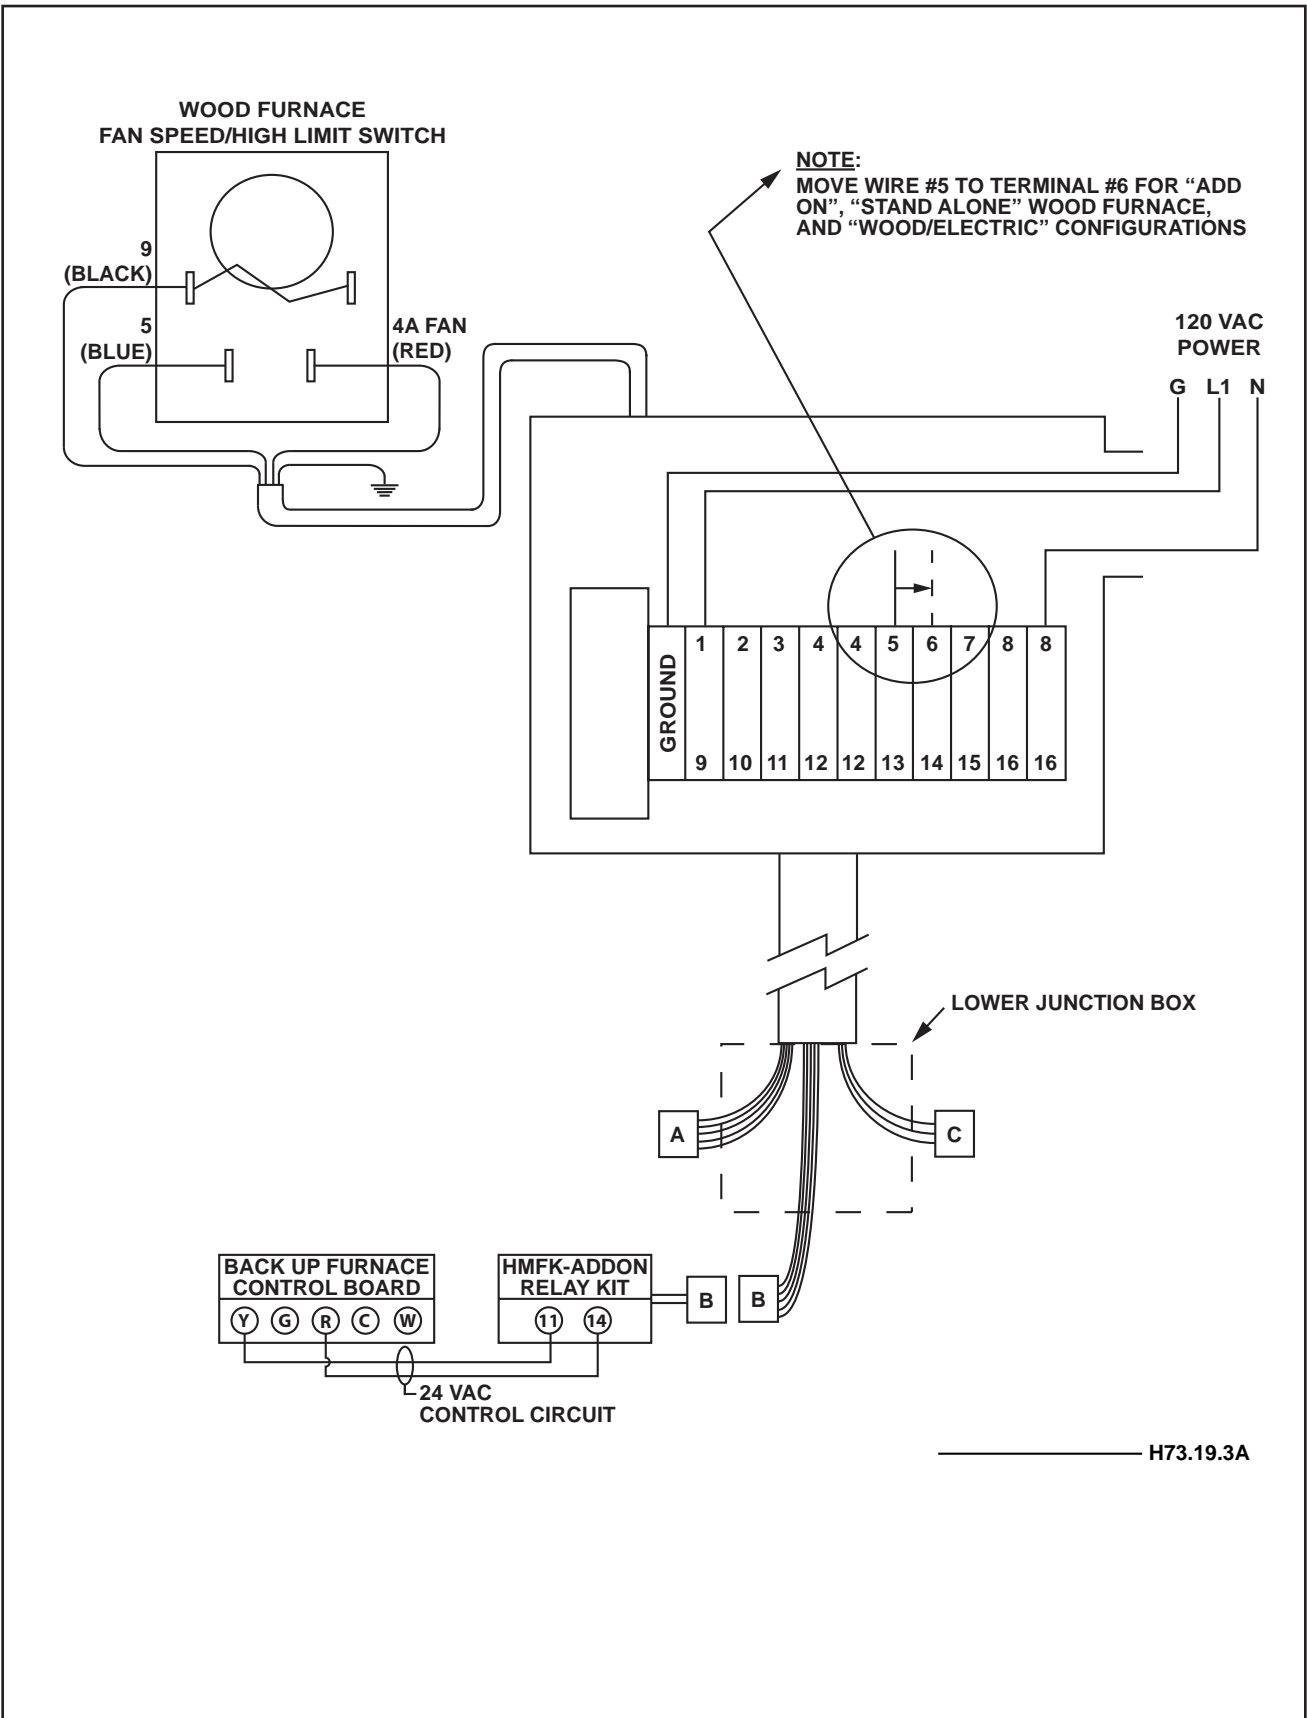 WOOD FURNACE
FAN SPEED/HIGH LIMIT SWITCH
9
(BLACK)
5
(BLUE)
4A FAN
(RED)
NOTE:
MOVE WIRE #5 TO TERMINAL #6 FOR “ADD
ON”, “STAND ALONE” WOOD FURNACE,
AND “WOOD/ELECTRIC” CONFIGURATIONS
120 VAC
POWER
G L1 N
GROUND
1 2 3 4 4 5 6 7 8 8
9 10 11 12 12 13 14 15 16 16
LOWER JUNCTION BOX
A
C
BACK UP FURNACE
CONTROL BOARD
Y G R C W
HMFK-ADDON
RELAY KIT
11 14
B
B
24 VAC
CONTROL CIRCUIT
H73.19.3A